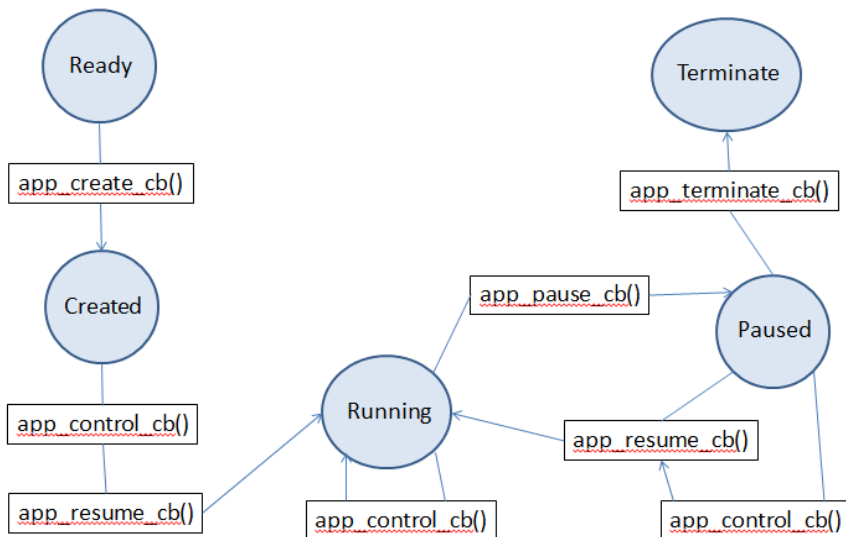 Ready
Terminate
app_create_cb()
app_terminate_cb()
Created
app_pause_cb()
Paused
Running
app_control_cb()
app_resume_cb()
app_resume_cb()
app_control_cb()
app_control_cb()